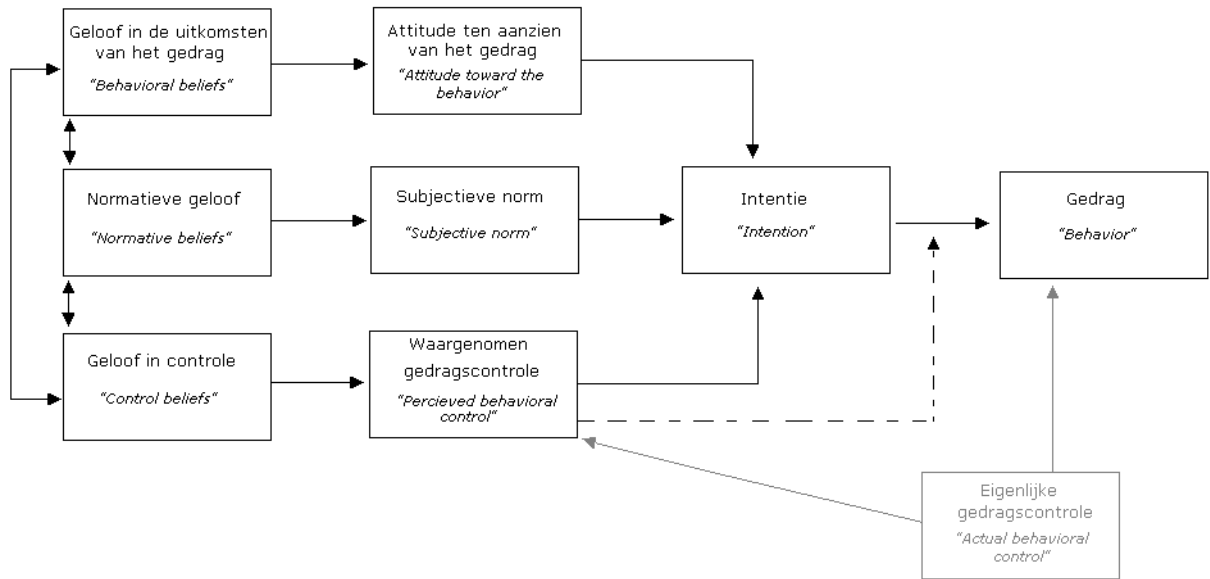 Geloof in de uitkomsten
van het gedrag
"Behavioral beliefs"
Attitude ten aanzien
van het gedrag
"Attitude toward the
behavior"
Normatieve geloof
"Normative beliefs"
Subjectieve norm
"Subjective norm"
Intentie
"Intention"
Gedrag
"Behavior"
Geloof in controle
"Control beliefs"
Waargenomen
gedragscontrole
"Percieved behavioral
control"
Eigenlijke
gedragscontrole
"Actual behavioral
control"